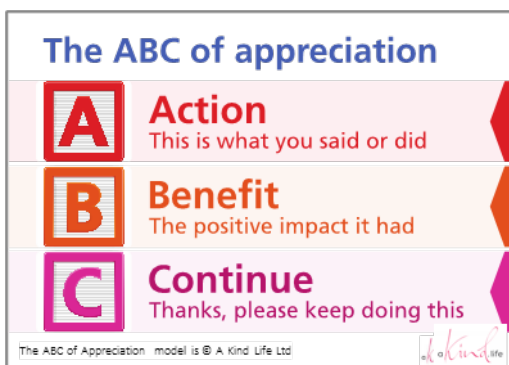 The ABC of appreciation
A
Action
This is what you said or did
B
Benefit
The positive impact it had
C
Continue
Thanks, please keep doing this
The ABC of Appreciation model is © A Kind Life Ltd
a Kind life